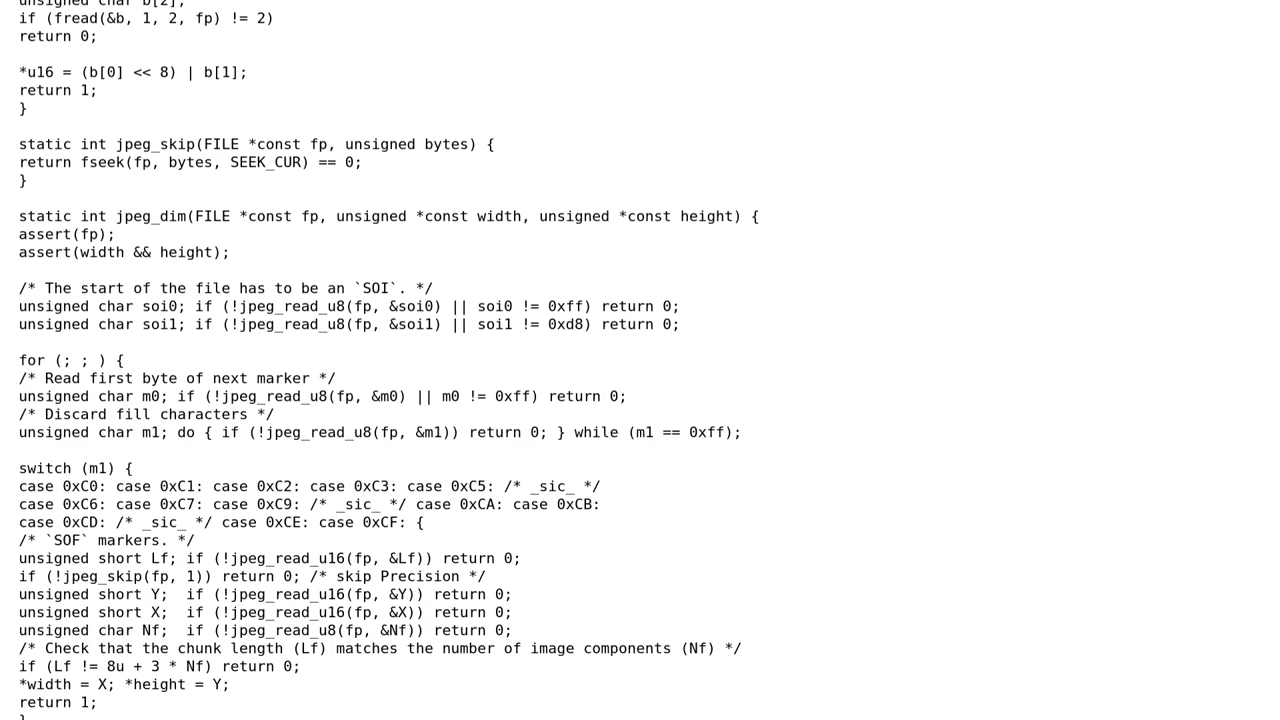 unsigned char b[2];
if (fread(&b, 1, 2, fp) != 2)
return 0;

*u16 = (b[0] << 8) | b[1];
return 1;
}

static int jpeg_skip(FILE *const fp, unsigned bytes) {
return fseek(fp, bytes, SEEK_CUR) == 0;
}

static int jpeg_dim(FILE *const fp, unsigned *const width, unsigned *const height) {
assert(fp);
assert(width && height);

/* The start of the file has to be an `SOI`. */
unsigned char soi0; if (!jpeg_read_u8(fp, &soi0) || soi0 != 0xff) return 0;
unsigned char soi1; if (!jpeg_read_u8(fp, &soi1) || soi1 != 0xd8) return 0;

for (; ; ) {
/* Read first byte of next marker */
unsigned char m0; if (!jpeg_read_u8(fp, &m0) || m0 != 0xff) return 0;
/* Discard fill characters */
unsigned char m1; do { if (!jpeg_read_u8(fp, &m1)) return 0; } while (m1 == 0xff);

switch (m1) {
case 0xC0: case 0xC1: case 0xC2: case 0xC3: case 0xC5: /* _sic_ */
case 0xC6: case 0xC7: case 0xC9: /* _sic_ */ case 0xCA: case 0xCB:
case 0xCD: /* _sic_ */ case 0xCE: case 0xCF: {
/* `SOF` markers. */
unsigned short Lf; if (!jpeg_read_u16(fp, &Lf)) return 0;
if (!jpeg_skip(fp, 1)) return 0; /* skip Precision */
unsigned short Y;  if (!jpeg_read_u16(fp, &Y)) return 0;
unsigned short X;  if (!jpeg_read_u16(fp, &X)) return 0;
unsigned char Nf;  if (!jpeg_read_u8(fp, &Nf)) return 0;
/* Check that the chunk length (Lf) matches the number of image components (Nf) */
if (Lf != 8u + 3 * Nf) return 0;
*width = X; *height = Y;
return 1;
}